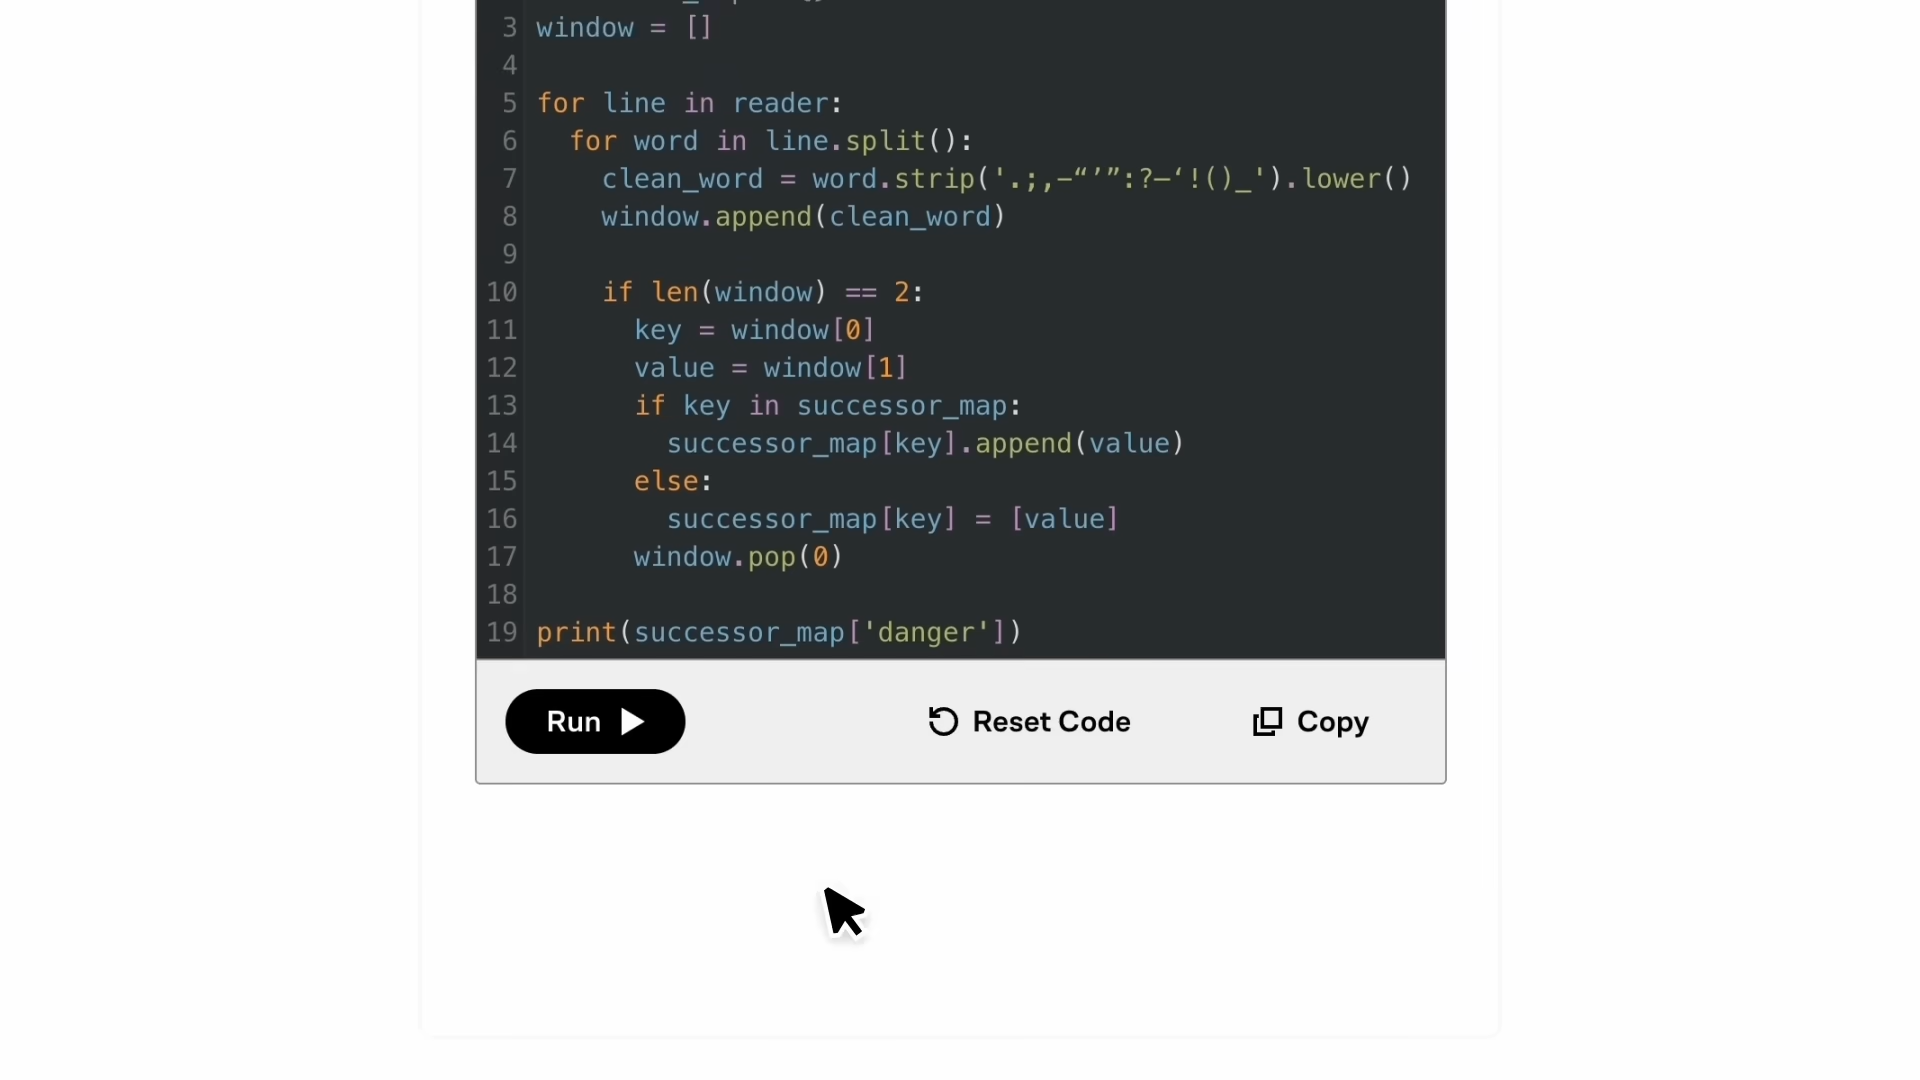 3 window = []
4
5 for line in reader:
6 for word in line.split():
7 clean_word = word.strip('.;,—“’”:?—‘!()_').lower()
8 window.append(clean_word)
9
10 if len(window) == 2:
11 key = window[0]
12 value = window[1]
13 if key in successor_map:
14 successor_map[key].append(value)
15 else:
16 successor_map[key] = [value]
17 window.pop(0)
18
19 print(successor_map['danger'])
Run
Reset Code
Copy